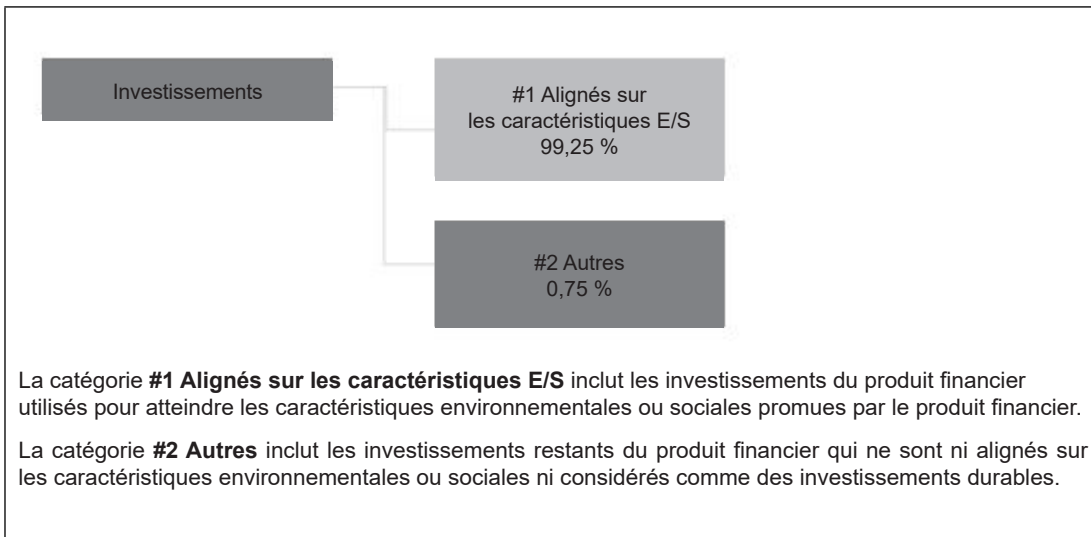 Investissements
#1 Alignés sur
les caractéristiques E/S
99,25 %
#2 Autres
0,75 %
La catégorie #1 Alignés sur les caractéristiques E/S inclut les investissements du produit financier
utilisés pour atteindre les caractéristiques environnementales ou sociales promues par le produit financier.
La catégorie #2 Autres inclut les investissements restants du produit financier qui ne sont ni alignés sur
les caractéristiques environnementales ou sociales ni considérés comme des investissements durables.